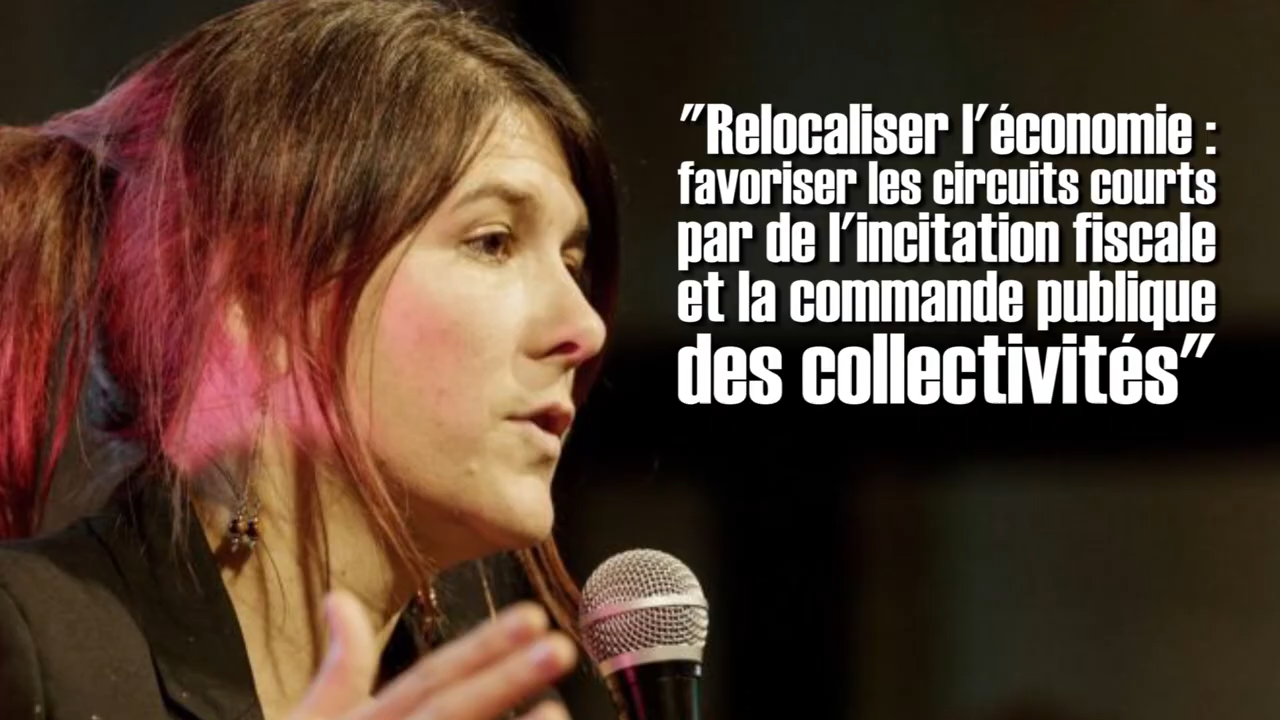 "Relocaliser l'économie :
favoriser les circuits courts
par de l'incitation fiscale
et la commande publique
des collectivités"